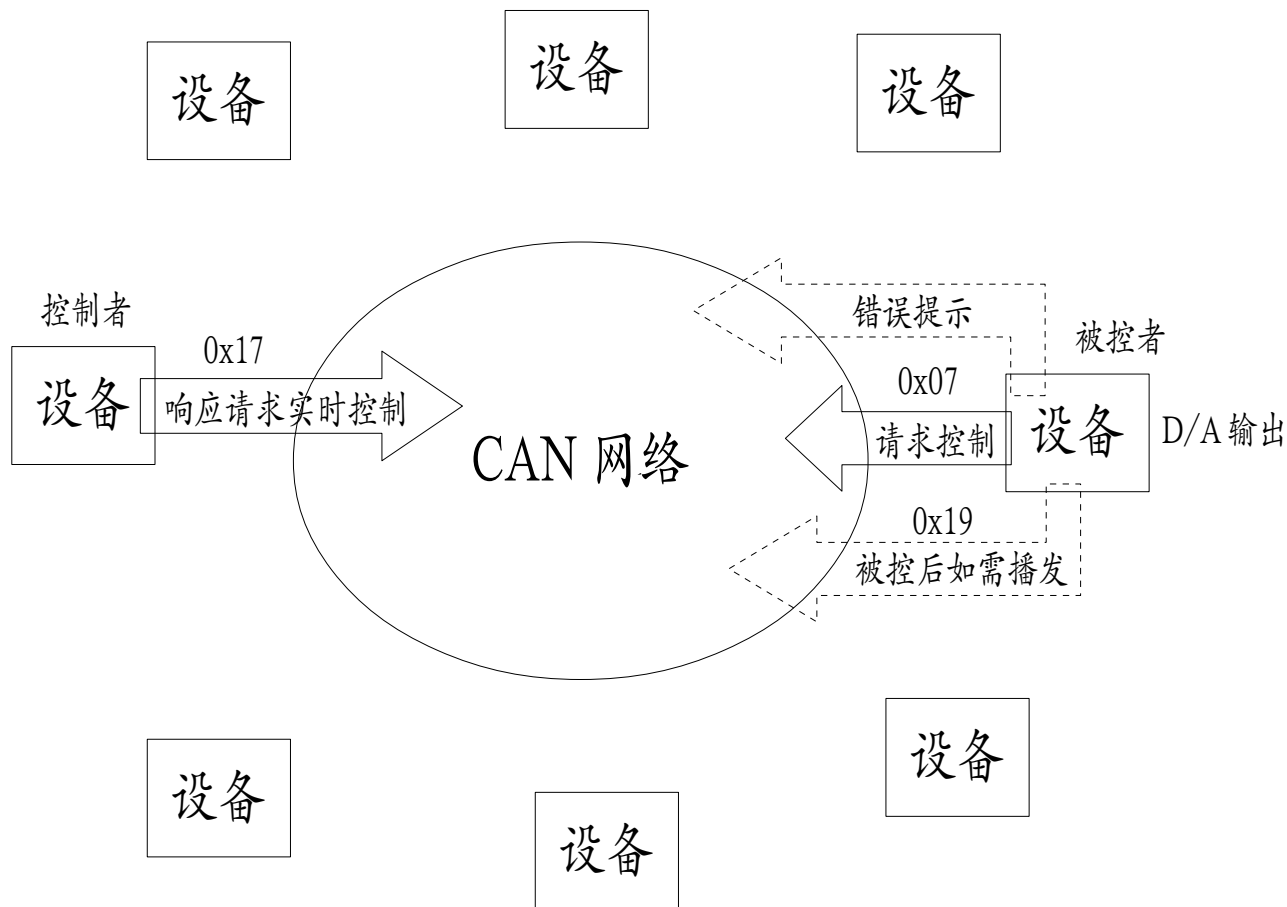 设备
设备
设备
控制者
0x17
设备
响应请求实时控制
CAN 网络
错误提示
被控者
0x07
请求控制
设备
D/A 输出
0x19
被控后如需播发
设备
设备
设备